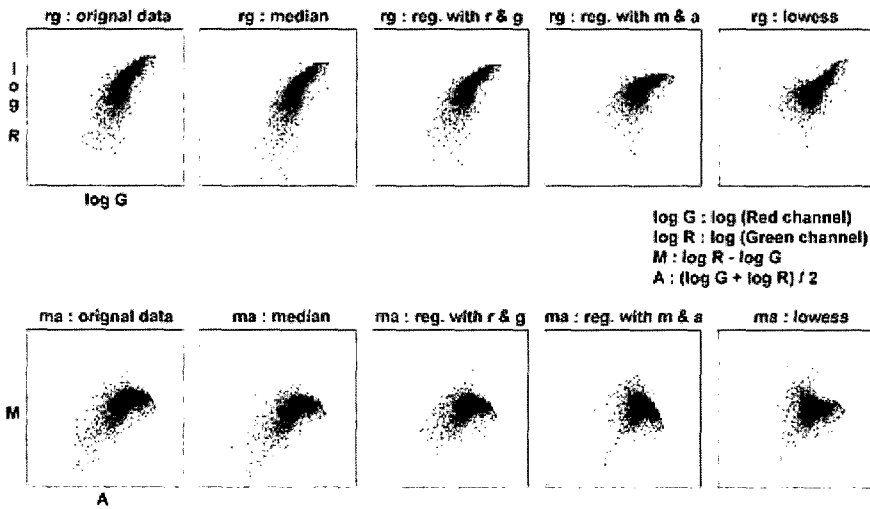 rg : orignal data
rg : median
rg : reg. with r & g
rg : reg. with m & a
rg : lowess
log R
log G
log G : log (Red channel)
log R : log (Green channel)
M : log R - log G
A : (log G + log R) / 2
ma : orignal data
ma : median
ma : reg. with r & g
ma : reg. with m & a
ma : lowess
M
A